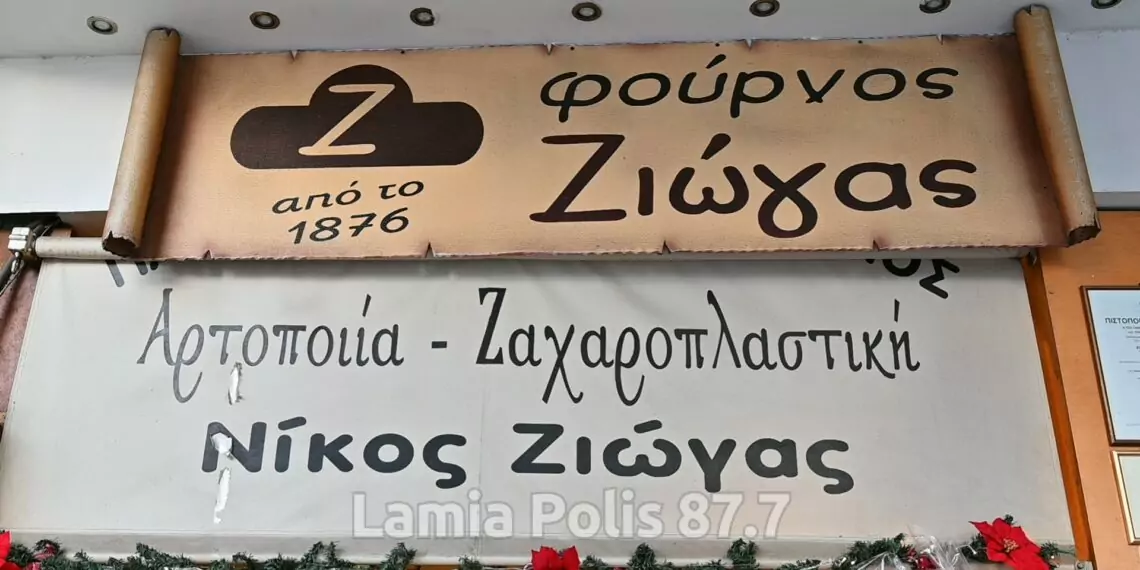 Ζ
από το
1876
φούρνος
Ζιώγας
Αρτοποιία - Ζαχαροπλαστική
Νίκος Ζιώγας
Lamia Polis 87.7